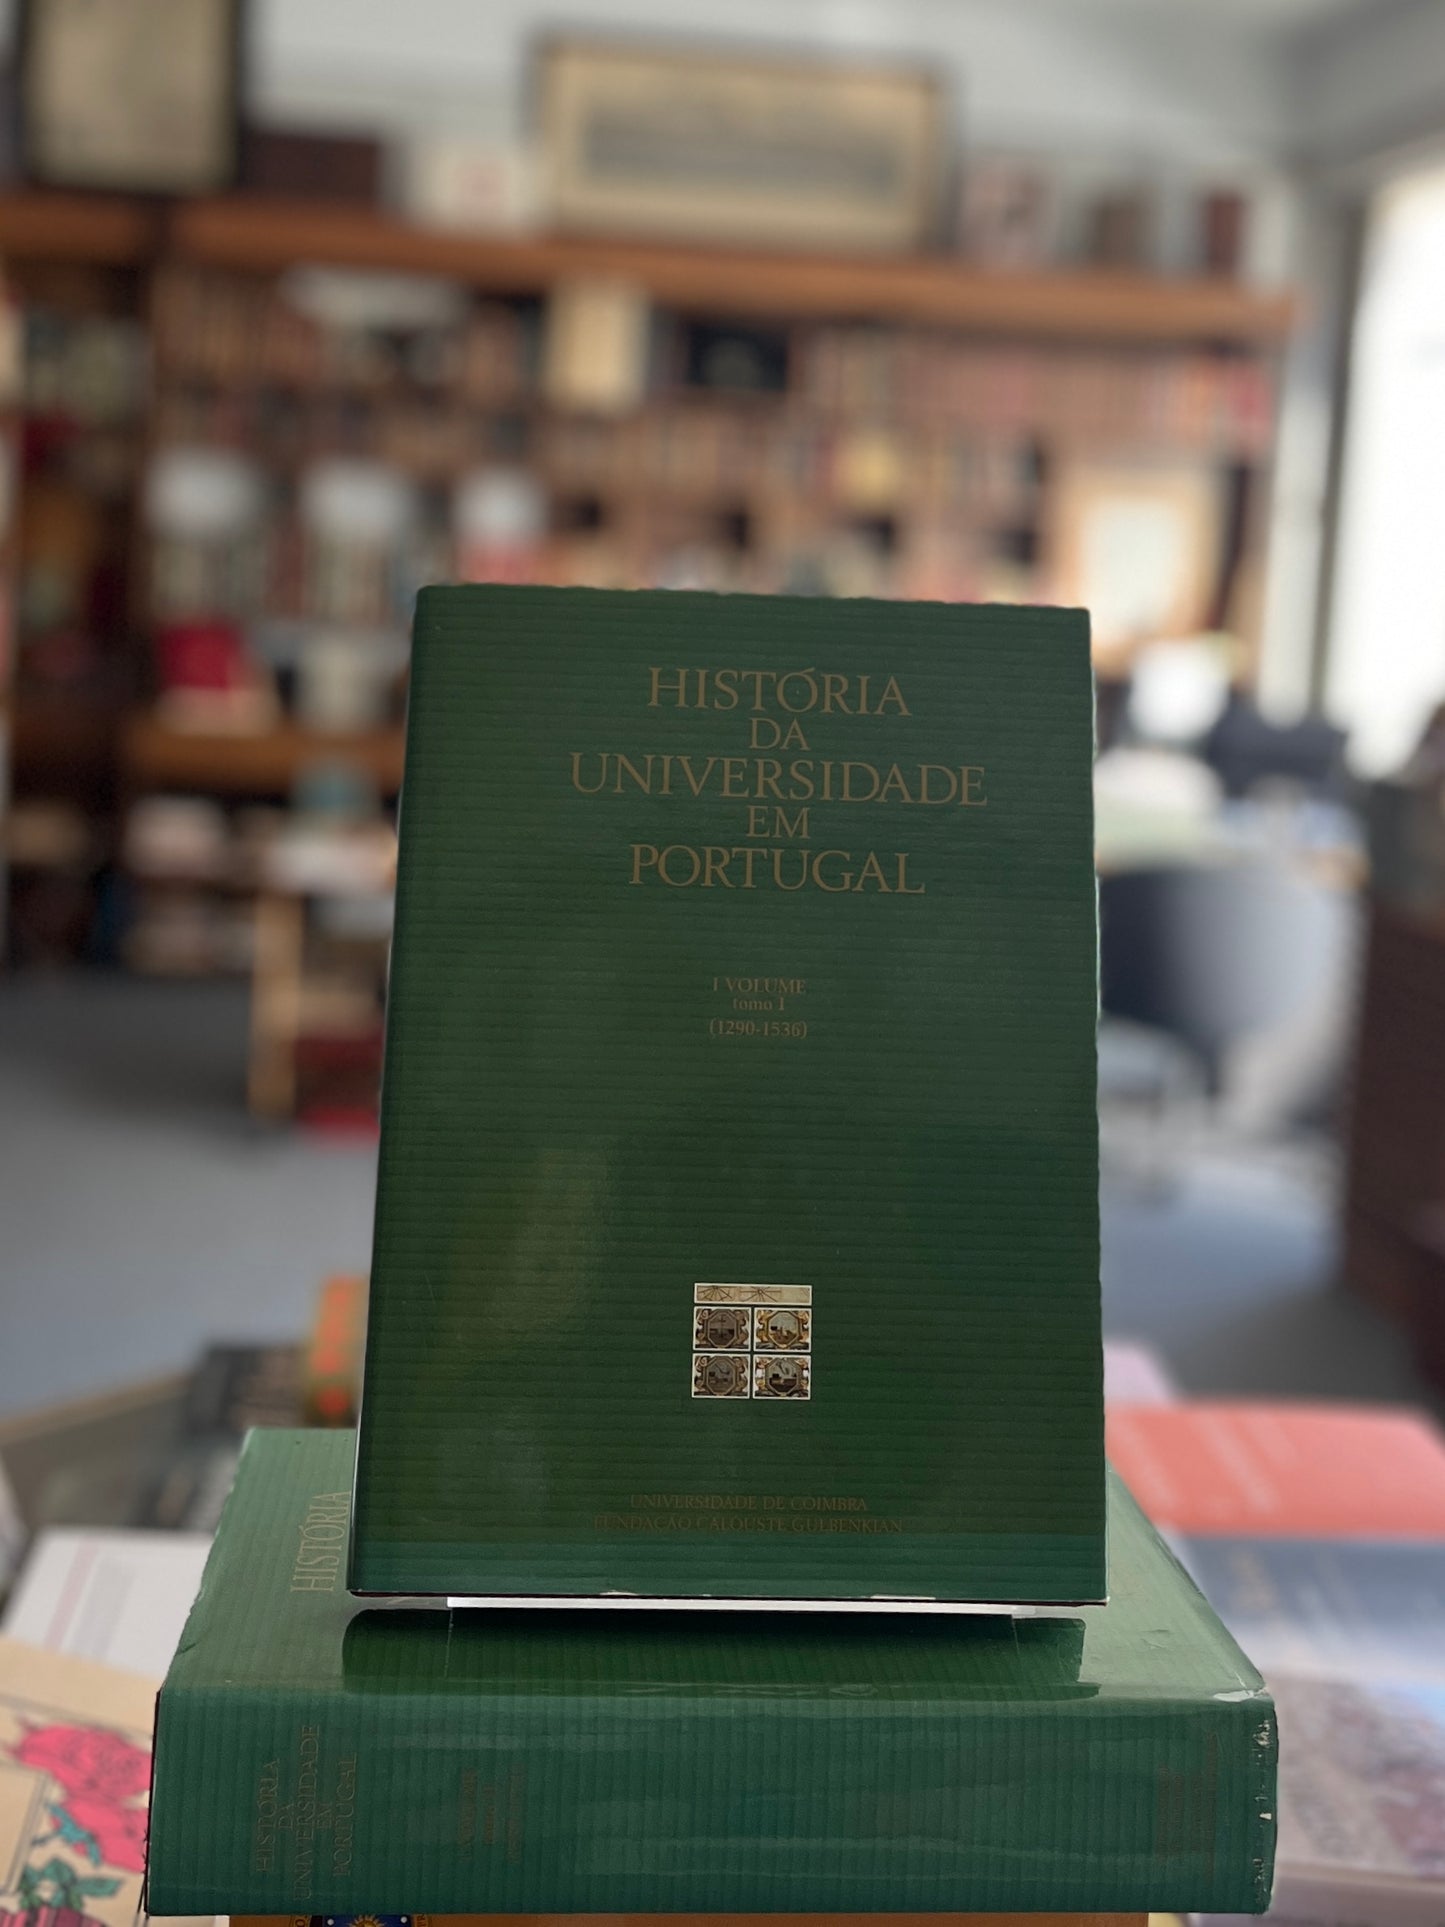 HISTÓRIA
DA
UNIVERSIDADE
EM
PORTUGAL
I VOLUME
tomo I
(1290-1536)
UNIVERSIDADE DE COIMBRA
FUNDAÇÃO CALOUSTE GULBENKIAN
HISTÓRIA
HISTÓRIA
DA
UNIVERSIDADE
EM
PORTUGAL